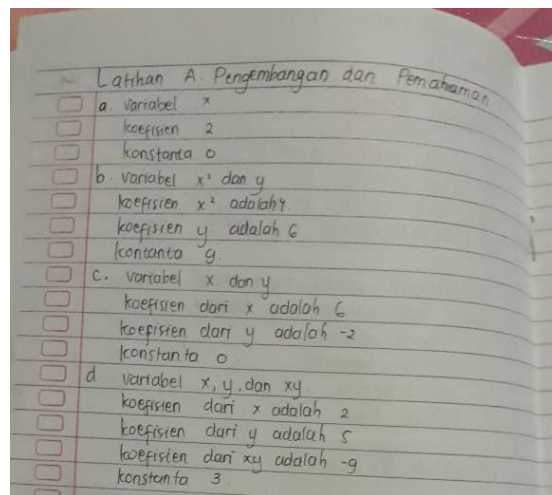 No.
Latihan A. Pengembangan dan Pemahaman
a. variabel x
koefisien 2
konstanta 0
b. variabel x² dan y
koefisien x² adalah 4.
koefisien y adalah 6
kontanta 9.
c. variabel x dan y
koefisien dari x adalah 6
koefisien dari y adalah -2
konstanta 0
d variabel x, y, dan xy.
koefisien dari x adalah 2
koefisien dari y adalah 5
koefisien dari xy adalah -9
konstanta 3